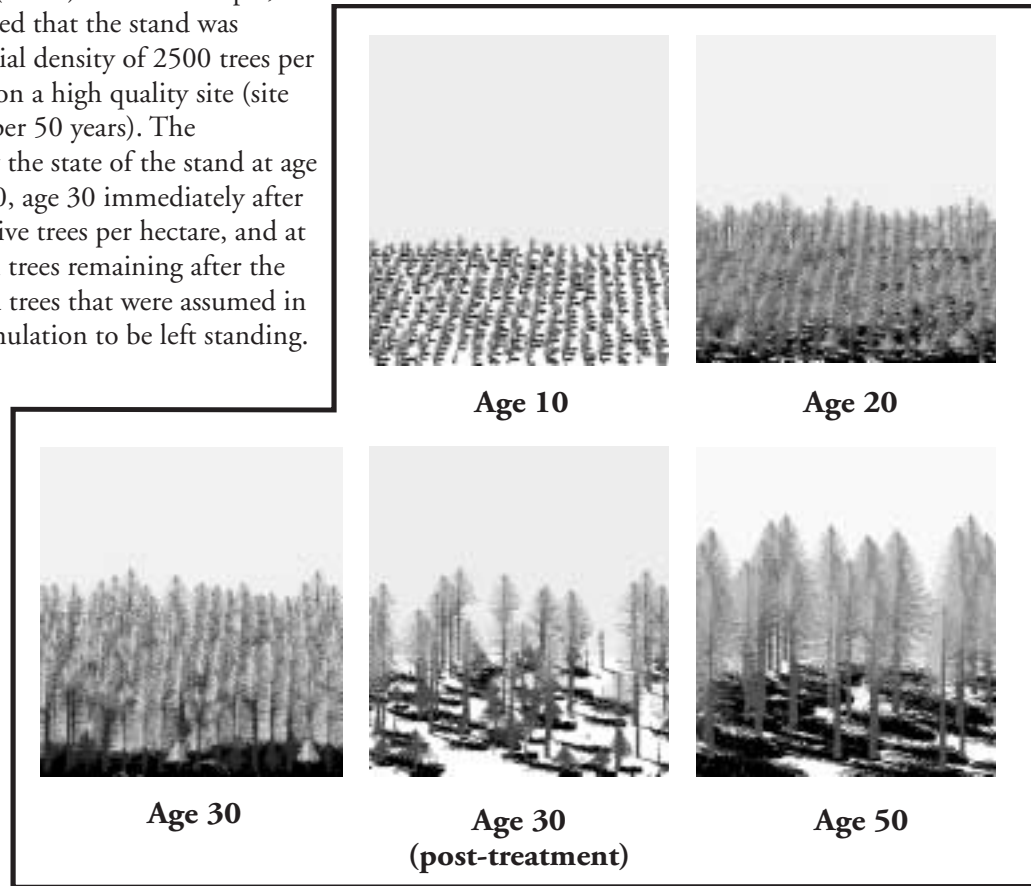 ed that the stand was
ial density of 2500 trees per
on a high quality site (site
per 50 years). The
the state of the stand at age
0, age 30 immediately after
ive trees per hectare, and at
trees remaining after the
trees that were assumed in
mulation to be left standing.
Age 10
Age 20
Age 30
Age 30
(post-treatment)
Age 50